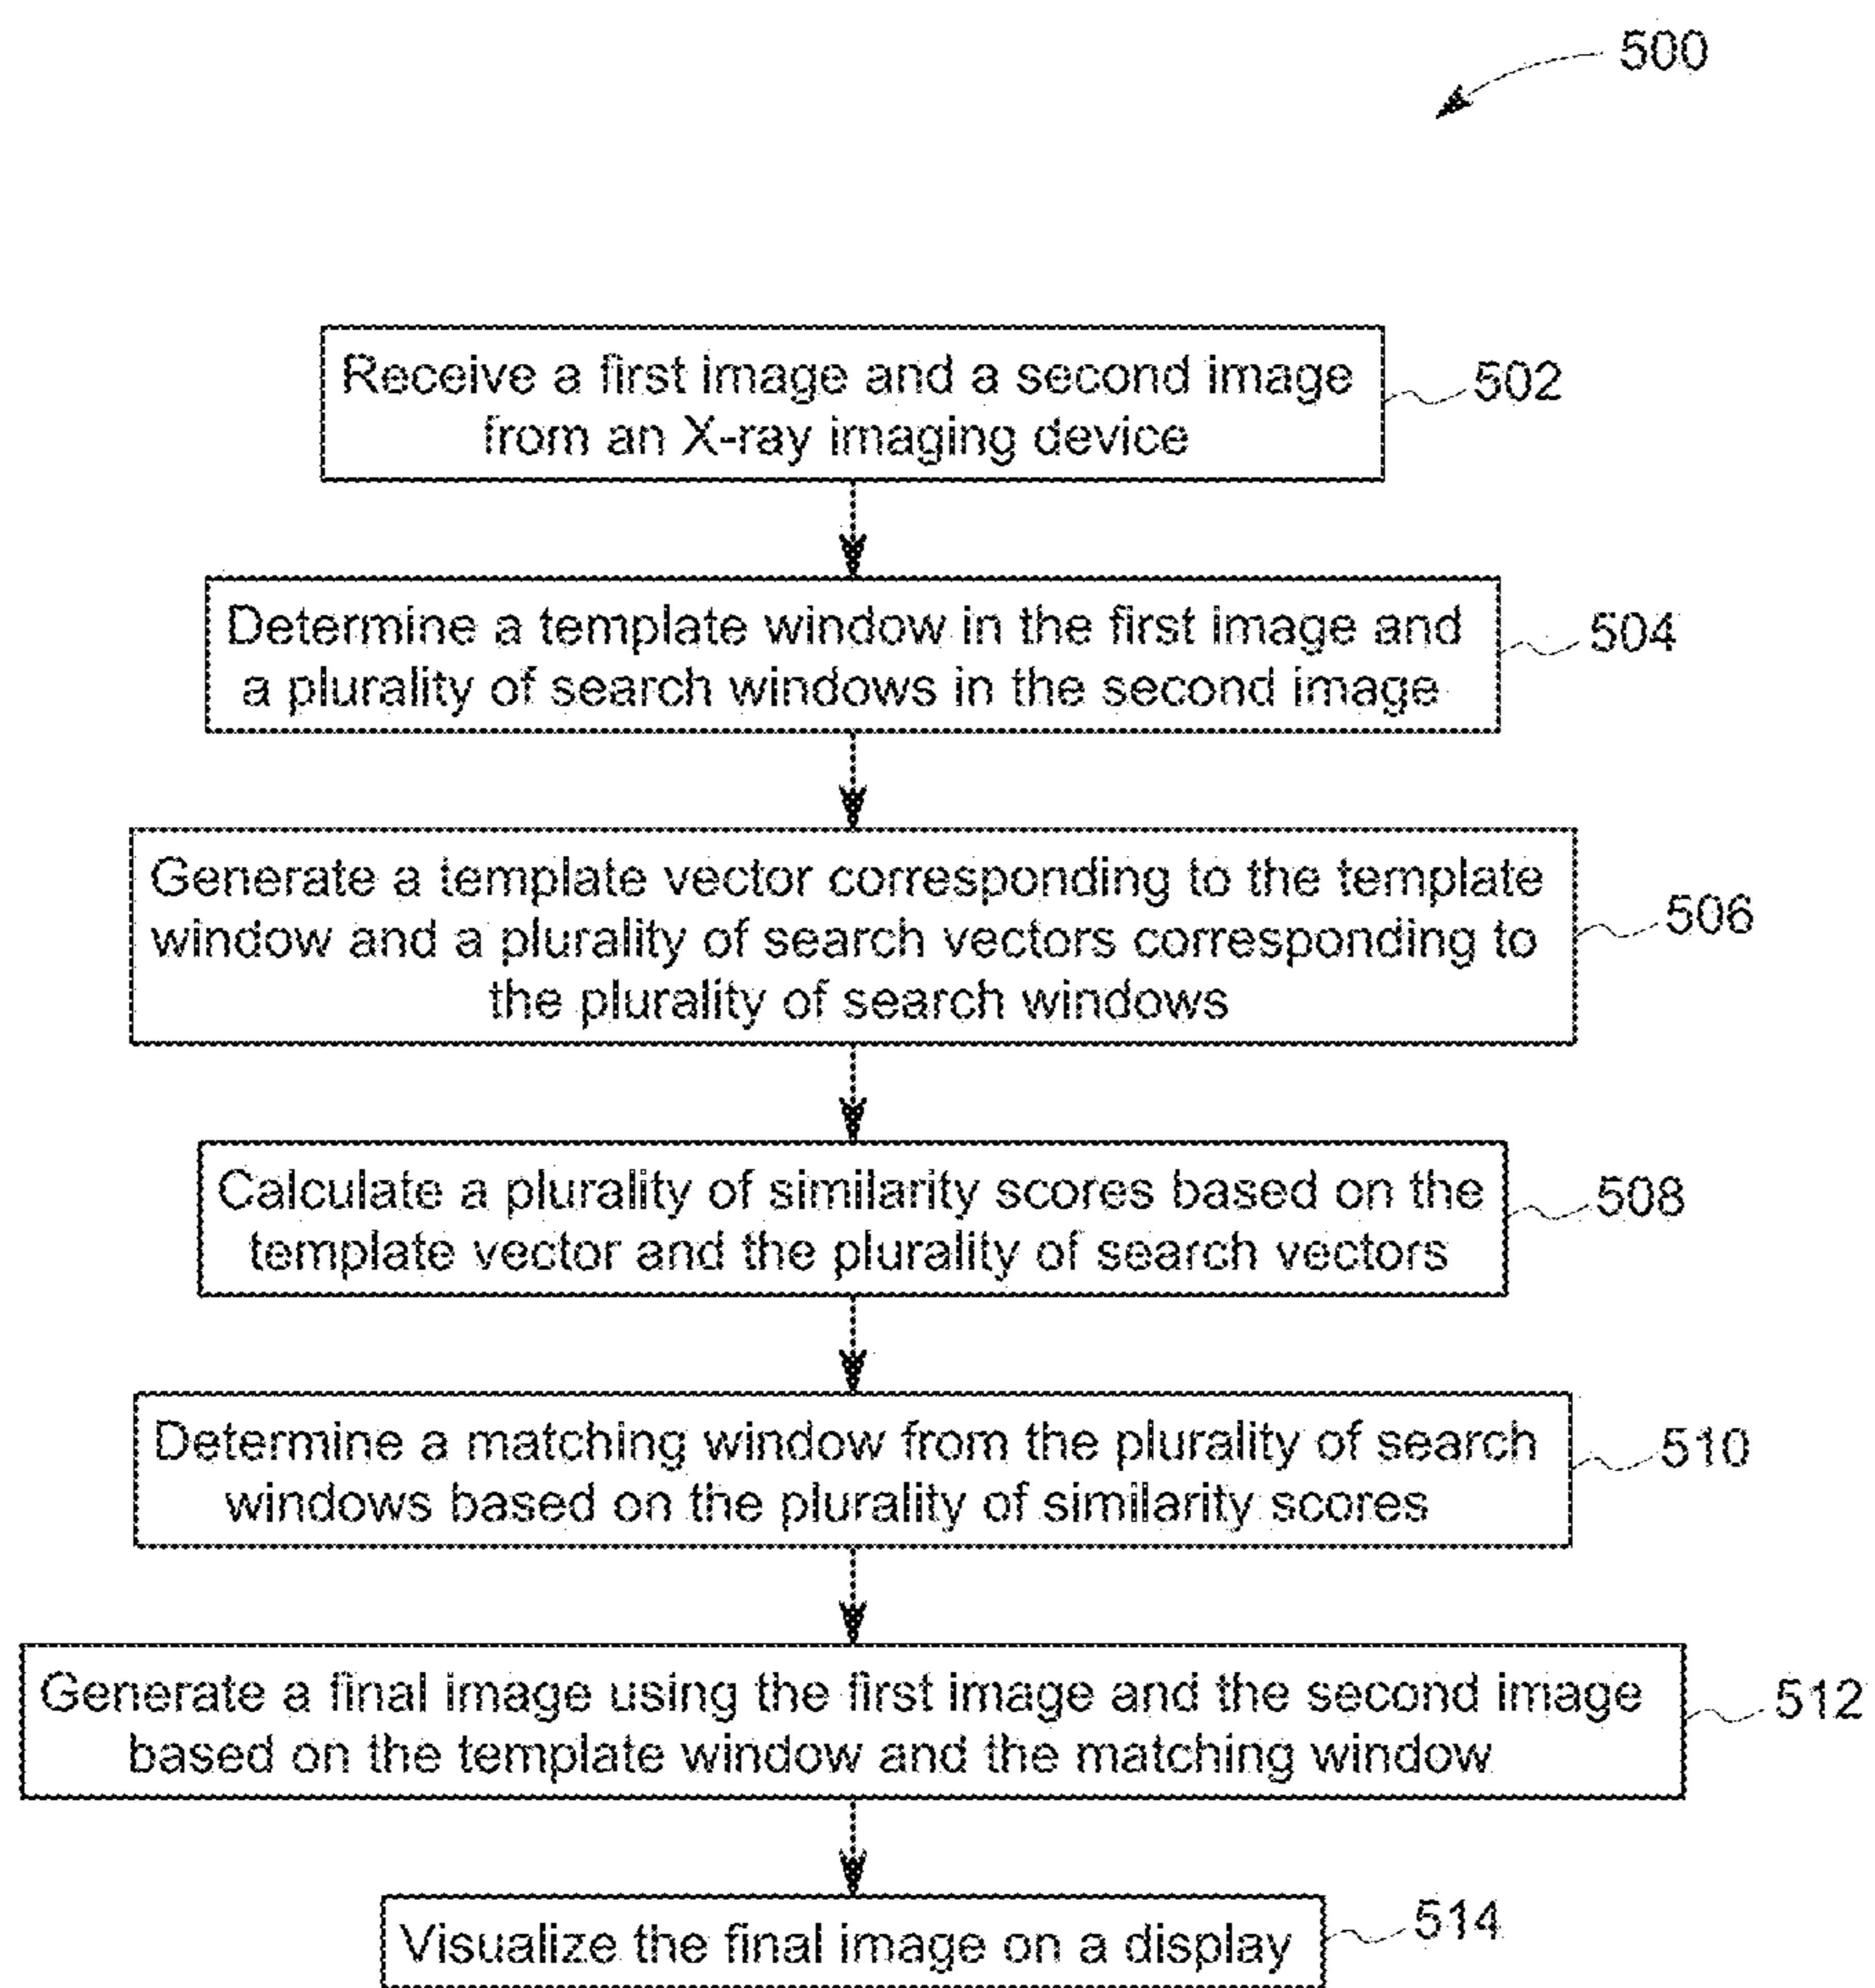 500
Receive a first image and a second image
from an X-ray imaging device
502
Determine a template window in the first image and
a plurality of search windows in the second image
504
Generate a template vector corresponding to the template
window and a plurality of search vectors corresponding to
the plurality of search windows
506
Calculate a plurality of similarity scores based on the
template vector and the plurality of search vectors
508
Determine a matching window from the plurality of search
windows based on the plurality of similarity scores
510
Generate a final image using the first image and the second image
based on the template window and the matching window
512
Visualize the final image on a display
514